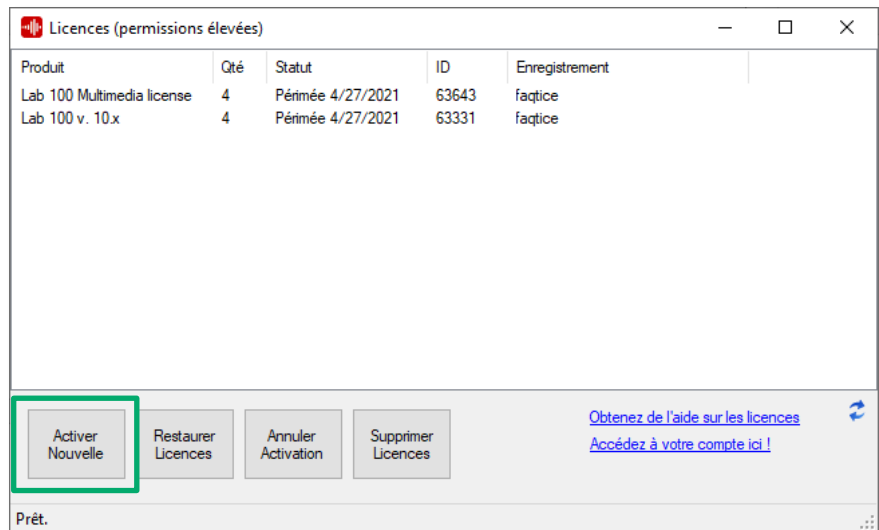 Licences (permissions élevées)
Produit Qté Statut ID Enregistrement
Lab 100 Multimedia license 4 Périmée 4/27/2021 63643 faqtice
Lab 100 v. 10.x 4 Périmée 4/27/2021 63331 faqtice
Obtenez de l'aide sur les licences
Accédez à votre compte ici !
Activer
Nouvelle
Restaurer
Licences
Annuler
Activation
Supprimer
Licences
Prêt.